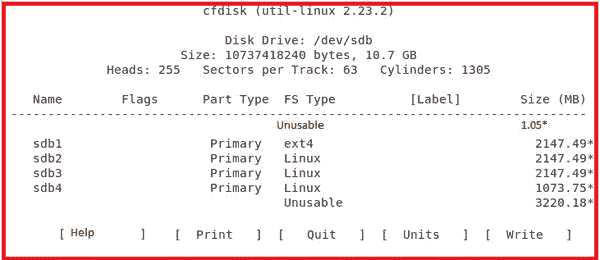 cfdisk (util-linux 2.23.2)
Disk Drive: /dev/sdb
Size: 10737418240 bytes, 10.7 GB
Heads: 255 Sectors per Track: 63 Cylinders: 1305
Name Flags Part Type FS Type [Label] Size (MB)
Unusable 1.05*
sdb1 Primary ext4 2147.49*
sdb2 Primary Linux 2147.49*
sdb3 Primary Linux 2147.49*
sdb4 Primary Linux 1073.75*
Unusable 3220.18*
[ Help ] [ Print ] [ Quit ] [ Units ] [ Write ]